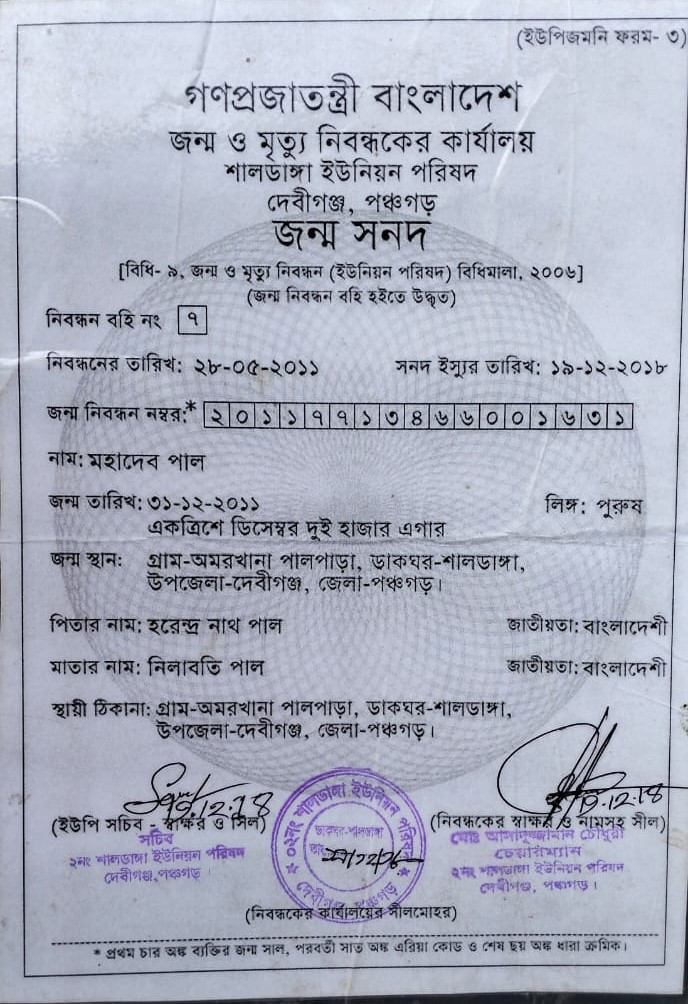 (ইউপিজমনি ফরম- ৩)
গণপ্রজাতন্ত্রী বাংলাদেশ
জন্ম ও মৃত্যু নিবন্ধকের কার্যালয়
শালডাঙ্গা ইউনিয়ন পরিষদ
দেবীগঞ্জ, পঞ্চগড়
জন্ম সনদ
[বিধি- ৯, জন্ম ও মৃত্যু নিবন্ধন (ইউনিয়ন পরিষদ) বিধিমালা, ২০০৬]
(জন্ম নিবন্ধন বহি হইতে উদ্ধৃত)
নিবন্ধন বহি নং ৭
নিবন্ধনের তারিখ: ২৮-০৫-২০১১ সনদ ইস্যুর তারিখ: ১৯-১২-২০১৮
জন্ম নিবন্ধন নম্বর:* ২০১১৭৭১৩৪৬৬০০১৬৩১
নাম: মহাদেব পাল
জন্ম তারিখ: ৩১-১২-২০১১ লিঙ্গ: পুরুষ
একত্রিশে ডিসেম্বর দুই হাজার এগার
জন্ম স্থান: গ্রাম-অমরখানা পালপাড়া, ডাকঘর-শালডাঙ্গা,
উপজেলা-দেবীগঞ্জ, জেলা-পঞ্চগড়।
পিতার নাম: হরেন্দ্র নাথ পাল জাতীয়তা: বাংলাদেশী
মাতার নাম: নিলাবতি পাল জাতীয়তা: বাংলাদেশী
স্থায়ী ঠিকানা: গ্রাম-অমরখানা পালপাড়া, ডাকঘর-শালডাঙ্গা,
উপজেলা-দেবীগঞ্জ, জেলা-পঞ্চগড়।
19.12.18 19.12.18
(ইউপি সচিব - স্বাক্ষর ও সিল) (নিবন্ধকের স্বাক্ষর ও নামসহ সীল)
সচিব
২নং শালডাঙ্গা ইউনিয়ন পরিষদ
দেবীগঞ্জ, পঞ্চগড়।
০২নং শালডাঙ্গা ইউনিয়ন পরিষদ
ডাকঘর-শালডাঙ্গা
তাং
দেবীগঞ্জ, পঞ্চগড়
মোঃ আসাদুজ্জামান চৌধুরী
চেয়ারম্যান
২নং শালডাঙ্গা ইউনিয়ন পরিষদ
দেবীগঞ্জ, পঞ্চগড়।
(নিবন্ধকের কার্যালয়ের সীলমোহর)
* প্রথম চার অঙ্ক ব্যক্তির জন্ম সাল, পরবর্তী সাত অঙ্ক এরিয়া কোড ও শেষ ছয় অঙ্ক ধারা ক্রমিক।